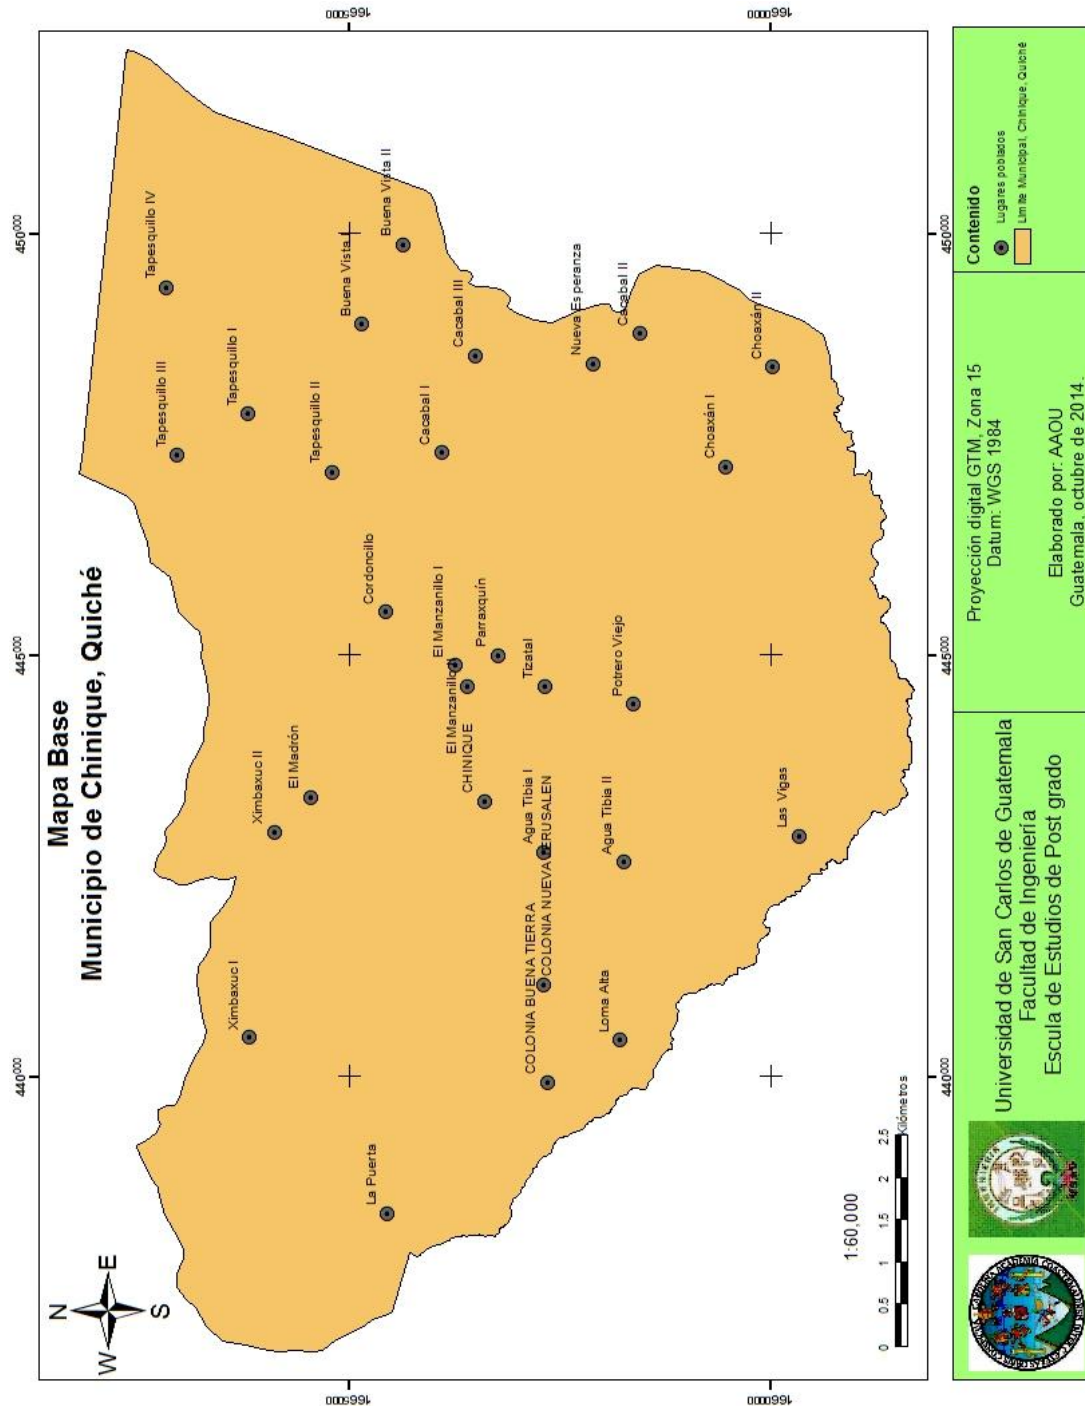 Mapa Base
Municipio de Chinique, Quiché
N
W
E
S
440000
445000
450000
1665000
1665000
1660000
1660000
Tapesquillo IV
Tapesquillo III
Tapesquillo I
Tapesquillo II
Buena Vista I
Buena Vista II
Ximbaxuc I
Ximbaxuc II
El Madrón
La Puerta
Cordoncillo
Cacabal I
Cacabal III
El Manzanillo I
El Manzanillo
Parraxquín
CHINIQUE
Tizatal
Agua Tibia I
COLONIA NUEVA JERUSALEN
COLONIA BUENA TIERRA
Nueva Esperanza
Cacabal II
Loma Alta
Agua Tibia II
Potrero Viejo
Choaxán I
Choaxán II
Las Vigas
1:60,000
0 0.5 1 1.5 2 2.5
Kilómetros
Universidad de San Carlos de Guatemala
Facultad de Ingeniería
Escula de Estudios de Post grado
Proyección digital GTM, Zona 15
Datum: WGS 1984
Elaborado por: AAOU
Guatemala, octubre de 2014.
Contenido
Lugares poblados
Limite Municipal, Chinique, Quiché